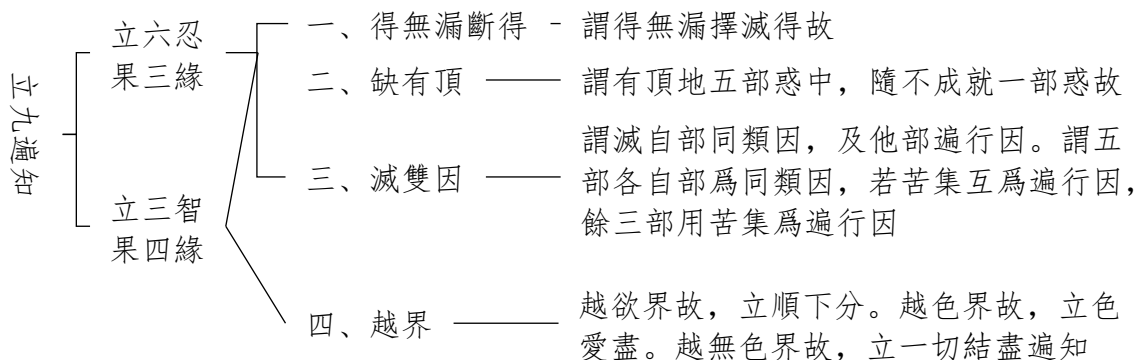 立九遍知
立六忍
果三緣
立三智
果四緣
一、得無漏斷得
謂得無漏擇滅得故
二、缺有頂
謂有頂地五部惑中，隨不成就一部惑故
三、滅雙因
謂滅自部同類因，及他部遍行因。謂五
部各自部爲同類因，若苦集互爲遍行因，
餘三部用苦集爲遍行因
四、越界
越欲界故，立順下分。越色界故，立色
愛盡。越無色界故，立一切結盡遍知